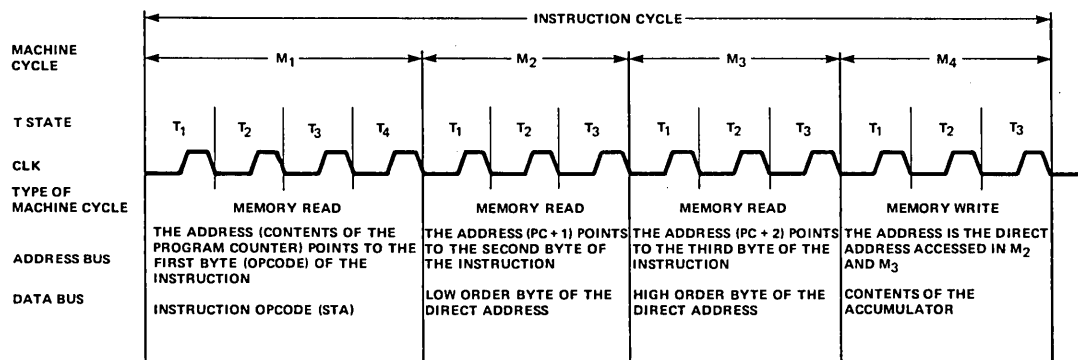 INSTRUCTION CYCLE
MACHINE
CYCLE
M1 M2 M3 M4
T STATE
T1 T2 T3 T4 T1 T2 T3 T1 T2 T3 T1 T2 T3
CLK
TYPE OF
MACHINE CYCLE
MEMORY READ MEMORY READ MEMORY READ MEMORY WRITE
ADDRESS BUS
THE ADDRESS (CONTENTS OF THE
PROGRAM COUNTER) POINTS TO THE
FIRST BYTE (OPCODE) OF THE
INSTRUCTION
THE ADDRESS (PC + 1) POINTS
TO THE SECOND BYTE OF
THE INSTRUCTION
THE ADDRESS (PC + 2) POINTS
TO THE THIRD BYTE OF THE
INSTRUCTION
THE ADDRESS IS THE DIRECT
ADDRESS ACCESSED IN M2
AND M3
DATA BUS
INSTRUCTION OPCODE (STA)
LOW ORDER BYTE OF THE
DIRECT ADDRESS
HIGH ORDER BYTE OF THE
DIRECT ADDRESS
CONTENTS OF THE
ACCUMULATOR